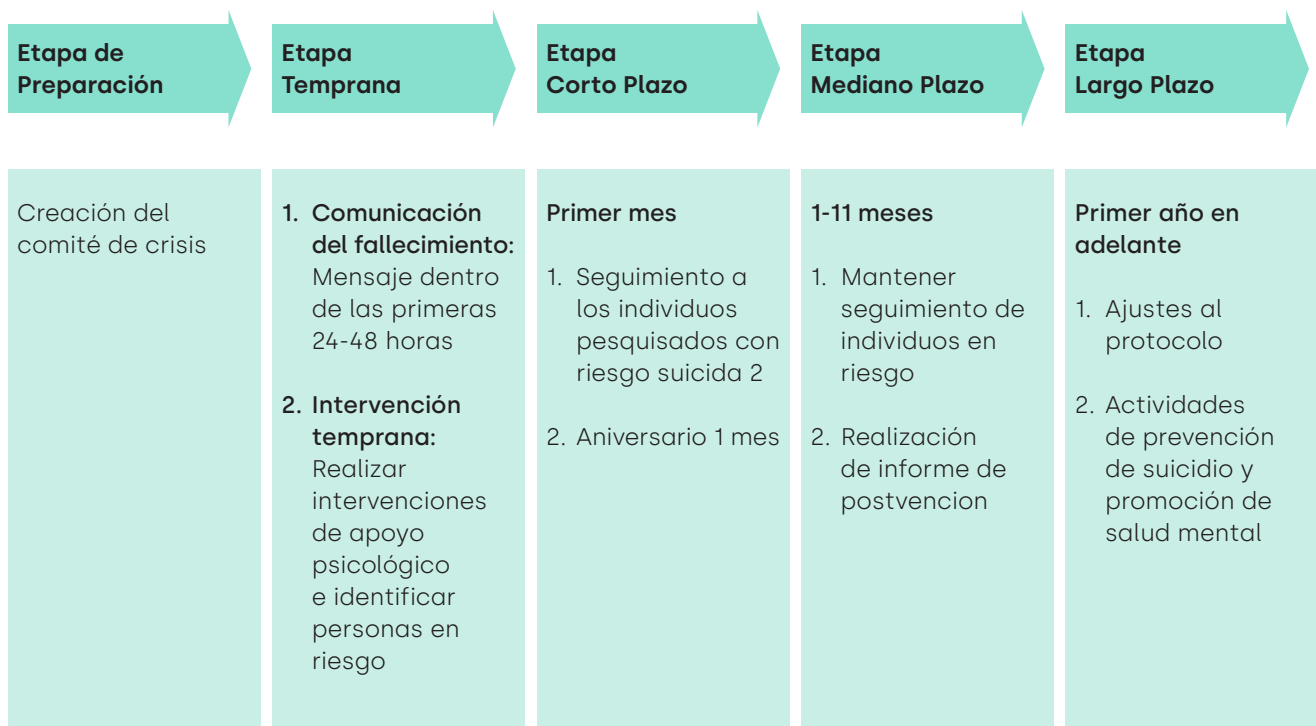 Etapa de
Preparación
Etapa
Temprana
Etapa
Corto Plazo
Etapa
Mediano Plazo
Etapa
Largo Plazo
Creación del
comité de crisis
1. Comunicación
del fallecimiento:
Mensaje dentro
de las primeras
24-48 horas
2. Intervención
temprana:
Realizar
intervenciones
de apoyo
psicológico
e identificar
personas en
riesgo
Primer mes
1. Seguimiento a
los individuos
pesquisados con
riesgo suicida 2
2. Aniversario 1 mes
1-11 meses
1. Mantener
seguimiento de
individuos en
riesgo
2. Realización
de informe de
postvencion
Primer año en
adelante
1. Ajustes al
protocolo
2. Actividades
de prevención
de suicidio y
promoción de
salud mental